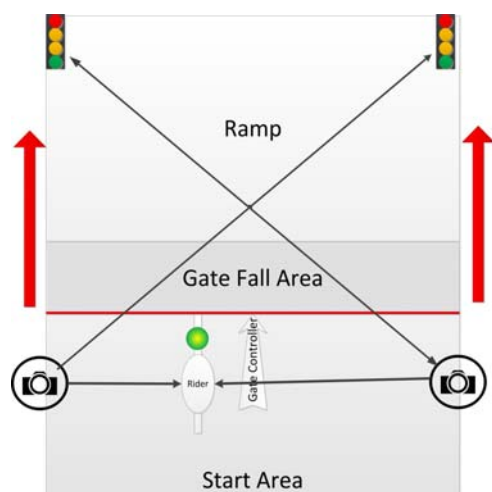 Ramp
Gate Fall Area
Gate Controller
Rider
Start Area